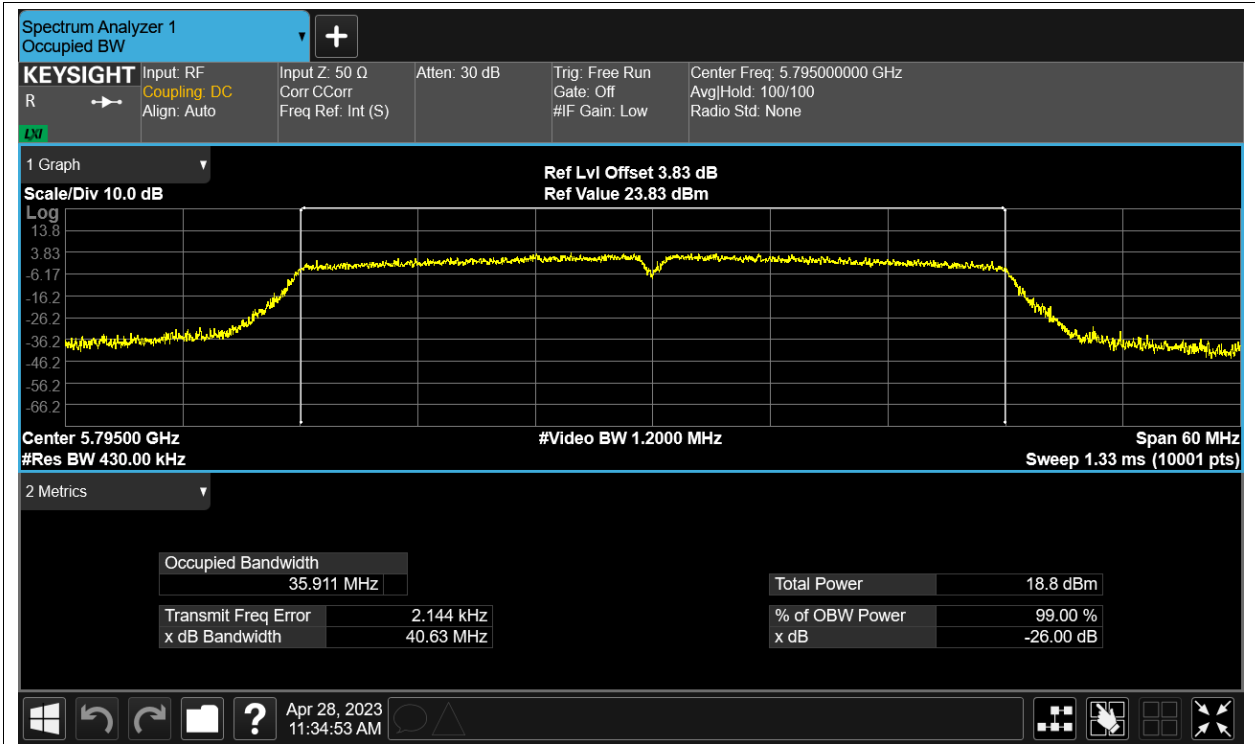 Spectrum Analyzer 1
Occupied BW
▼
+
KEYSIGHT
R
LXI
Input: RF
Coupling: DC
Align: Auto
Input Z: 50 Ω
Corr CCorr
Freq Ref: Int (S)
Atten: 30 dB
Trig: Free Run
Gate: Off
#IF Gain: Low
Center Freq: 5.795000000 GHz
Avg|Hold: 100/100
Radio Std: None
1 Graph ▼
Scale/Div 10.0 dB
Ref Lvl Offset 3.83 dB
Ref Value 23.83 dBm
Log
13.8
3.83
-6.17
-16.2
-26.2
-36.2
-46.2
-56.2
-66.2
Center 5.79500 GHz
#Res BW 430.00 kHz
#Video BW 1.2000 MHz
Span 60 MHz
Sweep 1.33 ms (10001 pts)
2 Metrics ▼
Occupied Bandwidth
35.911 MHz
Transmit Freq Error 2.144 kHz
x dB Bandwidth 40.63 MHz
Total Power 18.8 dBm
% of OBW Power 99.00 %
x dB -26.00 dB
?
Apr 28, 2023
11:34:53 AM